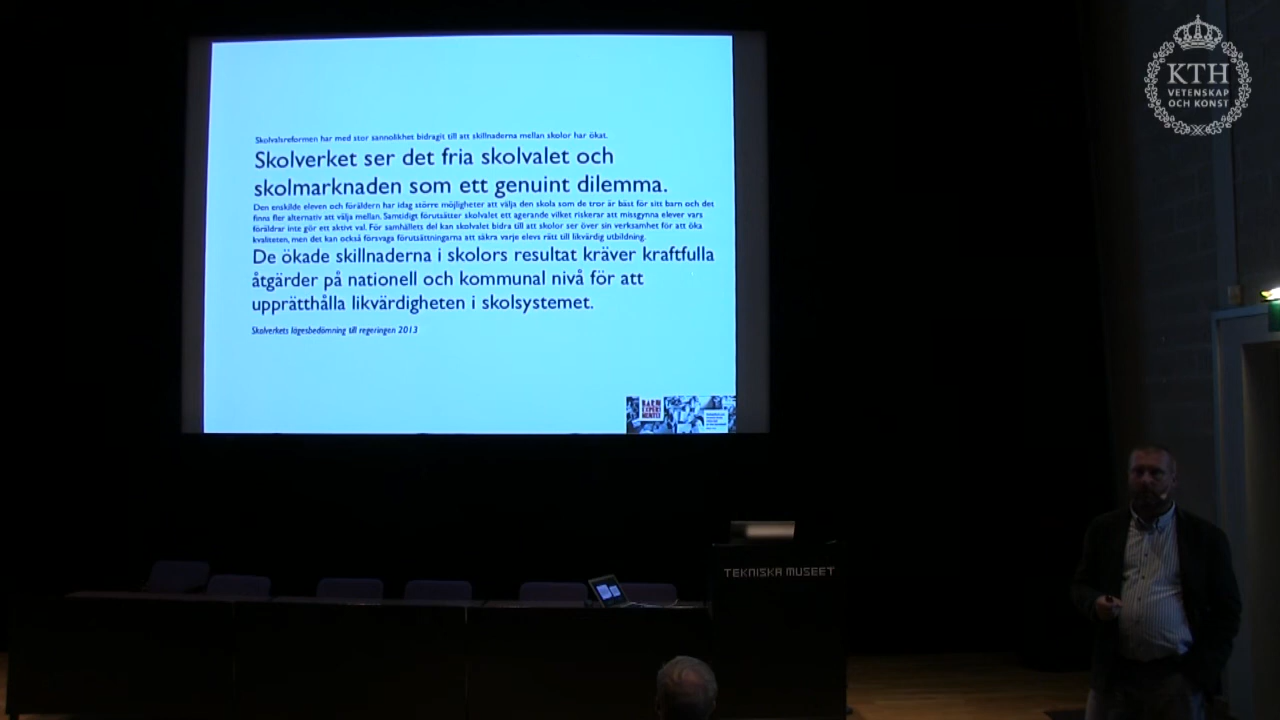 KTH
VETENSKAP
OCH KONST
Skolvalsreformen har med stor sannolikhet bidragit till att skillnaderna mellan skolor har ökat.
Skolverket ser det fria skolvalet och
skolmarknaden som ett genuint dilemma.
Den enskilde eleven och föräldern har idag större möjligheter att välja den skola som de tror är bäst för sitt barn och det
finns fler alternativ att välja mellan. Samtidigt förutsätter skolvalet ett agerande vilket riskerar att missgynna elever vars
föräldrar inte gör ett aktivt val. För samhällets del kan skolvalet bidra till att skolor ser över sin verksamhet för att öka
kvaliteten, men det kan också försvaga förutsättningarna att säkra varje elevs rätt till likvärdig utbildning.
De ökade skillnaderna i skolors resultat kräver kraftfulla
åtgärder på nationell och kommunal nivå för att
upprätthålla likvärdigheten i skolsystemet.
Skolverkets lägesbedömning till regeringen 2013
BARN
EXPERI
MENTET
TEKNISKA MUSEET